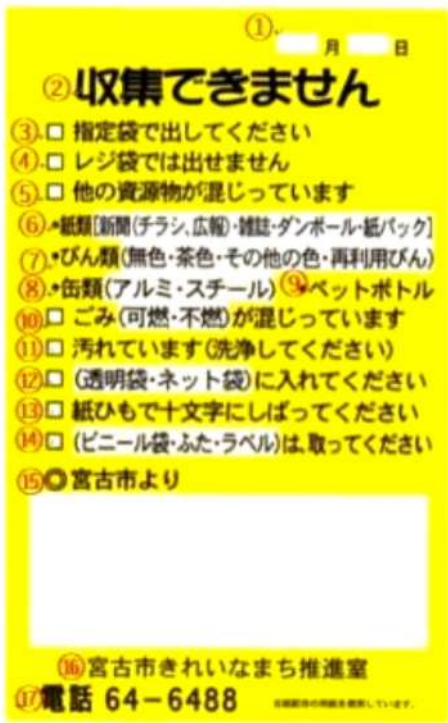 ① 月 日
②収集できません
③□ 指定袋で出してください
④□ レジ袋では出せません
⑤□ 他の資源物が混じっています
⑥•紙類[新聞(チラシ、広報)・雑誌・ダンボール・紙パック]
⑦•びん類(無色・茶色・その他の色・再利用びん)
⑧•缶類(アルミ・スチール) ⑨•ペットボトル
⑩□ ごみ(可燃・不燃)が混じっています
⑪□ 汚れています(洗浄してください)
⑫□ (透明袋・ネット袋)に入れてください
⑬□ 紙ひもで十文字にしばってください
⑭□ (ビニール袋・ふた・ラベル)は、取ってください
⑮◎宮古市より
⑯宮古市きれいなまち推進室
⑰電話 64-6488